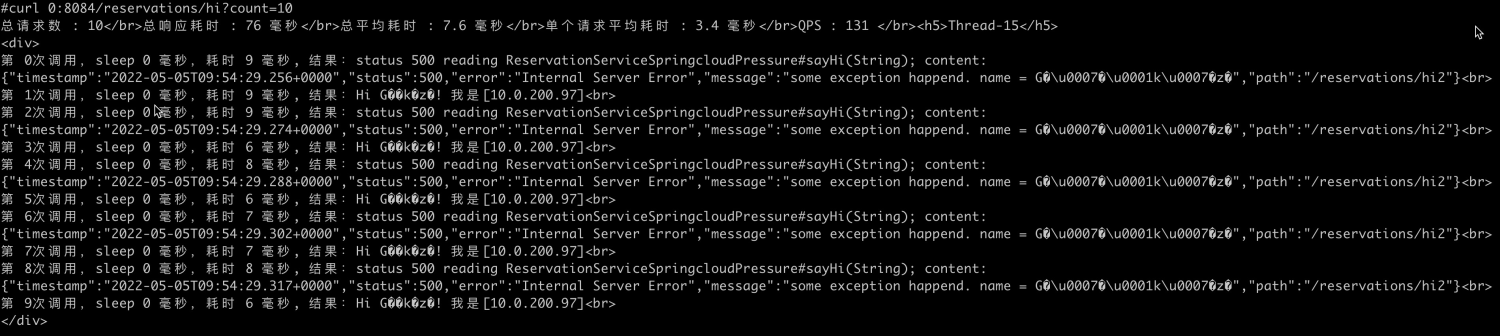 #curl 0:8084/reservations/hi?count=10
总请求数 : 10</br>总响应耗时 : 76 毫秒</br>总平均耗时 : 7.6 毫秒</br>单个请求平均耗时 : 3.4 毫秒</br>QPS : 131 </br><h5>Thread-15</h5>
<div>
第 0次调用, sleep 0 毫秒, 耗时 9 毫秒, 结果: status 500 reading ReservationServiceSpringcloudPressure#sayHi(String); content:
{"timestamp":"2022-05-05T09:54:29.256+0000","status":500,"error":"Internal Server Error","message":"some exception happend. name = G�\u0007�\u0001k\u0007�z�","path":"/reservations/hi2"}<br>
第 1次调用, sleep 0 毫秒, 耗时 9 毫秒, 结果: Hi G��k�z�! 我是[10.0.200.97]<br>
第 2次调用, sleep 0 毫秒, 耗时 9 毫秒, 结果: status 500 reading ReservationServiceSpringcloudPressure#sayHi(String); content:
{"timestamp":"2022-05-05T09:54:29.274+0000","status":500,"error":"Internal Server Error","message":"some exception happend. name = G�\u0007�\u0001k\u0007�z�","path":"/reservations/hi2"}<br>
第 3次调用, sleep 0 毫秒, 耗时 6 毫秒, 结果: Hi G��k�z�! 我是[10.0.200.97]<br>
第 4次调用, sleep 0 毫秒, 耗时 8 毫秒, 结果: status 500 reading ReservationServiceSpringcloudPressure#sayHi(String); content:
{"timestamp":"2022-05-05T09:54:29.288+0000","status":500,"error":"Internal Server Error","message":"some exception happend. name = G�\u0007�\u0001k\u0007�z�","path":"/reservations/hi2"}<br>
第 5次调用, sleep 0 毫秒, 耗时 6 毫秒, 结果: Hi G��k�z�! 我是[10.0.200.97]<br>
第 6次调用, sleep 0 毫秒, 耗时 7 毫秒, 结果: status 500 reading ReservationServiceSpringcloudPressure#sayHi(String); content:
{"timestamp":"2022-05-05T09:54:29.302+0000","status":500,"error":"Internal Server Error","message":"some exception happend. name = G�\u0007�\u0001k\u0007�z�","path":"/reservations/hi2"}<br>
第 7次调用, sleep 0 毫秒, 耗时 7 毫秒, 结果: Hi G��k�z�! 我是[10.0.200.97]<br>
第 8次调用, sleep 0 毫秒, 耗时 8 毫秒, 结果: status 500 reading ReservationServiceSpringcloudPressure#sayHi(String); content:
{"timestamp":"2022-05-05T09:54:29.317+0000","status":500,"error":"Internal Server Error","message":"some exception happend. name = G�\u0007�\u0001k\u0007�z�","path":"/reservations/hi2"}<br>
第 9次调用, sleep 0 毫秒, 耗时 6 毫秒, 结果: Hi G��k�z�! 我是[10.0.200.97]<br>
</div>